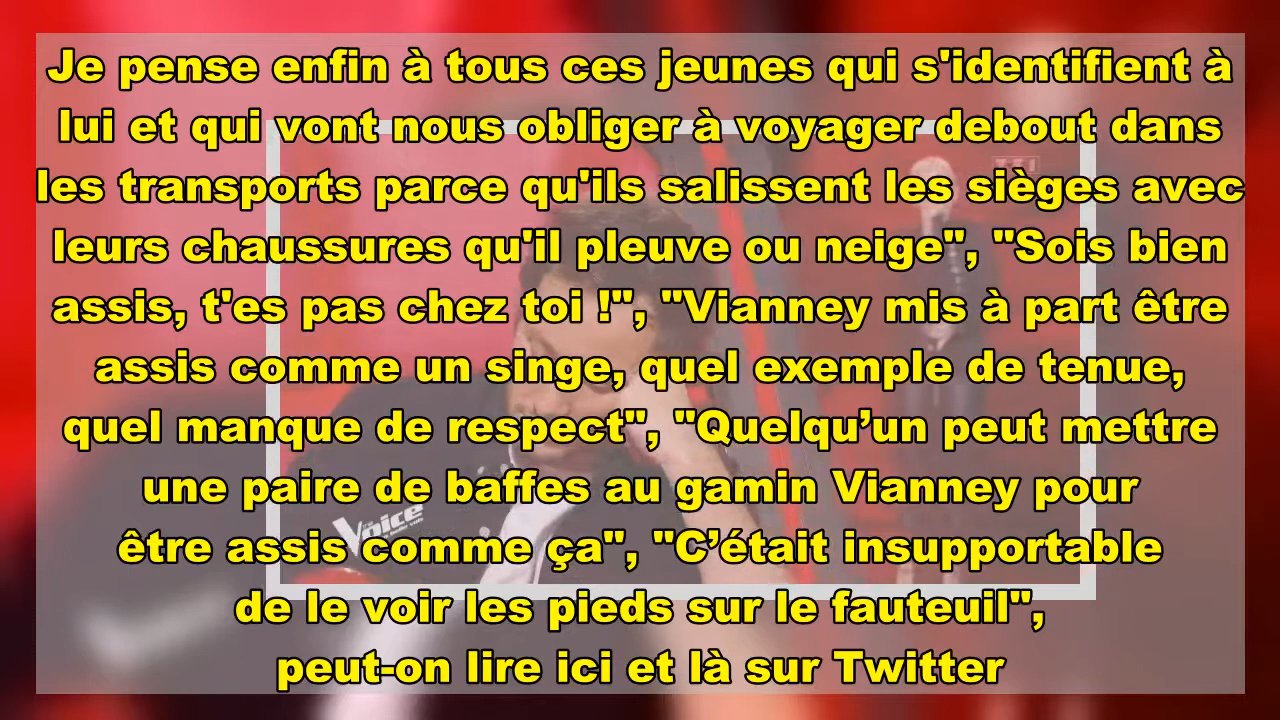 Je pense enfin à tous ces jeunes qui s'identifient à
lui et qui vont nous obliger à voyager debout dans
les transports parce qu'ils salissent les sièges avec
leurs chaussures qu'il pleuve ou neige", "Sois bien
assis, t'es pas chez toi !", "Vianney mis à part être
assis comme un singe, quel exemple de tenue,
quel manque de respect", "Quelqu’un peut mettre
une paire de baffes au gamin Vianney pour
être assis comme ça", "C’était insupportable
de le voir les pieds sur le fauteuil",
peut-on lire ici et là sur Twitter
the Voice